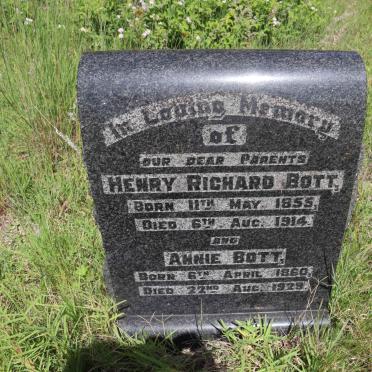 In Loving Memory
of
OUR DEAR PARENTS
HENRY RICHARD BOTT,
BORN 11TH MAY. 1855,
DIED. 6TH AUG. 1914.
AND
ANNIE BOTT,
BORN 6TH APRIL 1860,
DIED 22ND AUG. 1929.